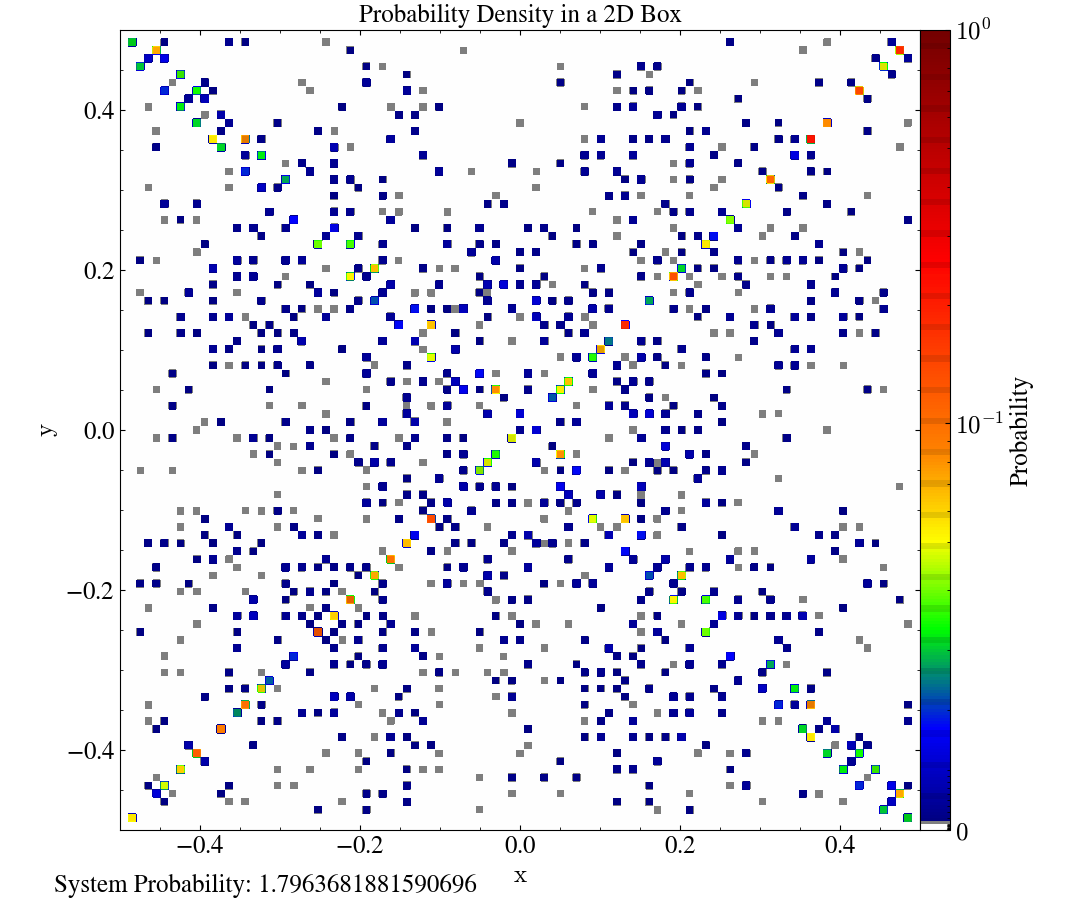 Probability Density in a 2D Box
10⁰
0.4
0.2
0.0
−0.2
−0.4
y
10⁻¹
Probability
0
−0.4 −0.2 0.0 0.2 0.4
x
System Probability: 1.7963681881590696